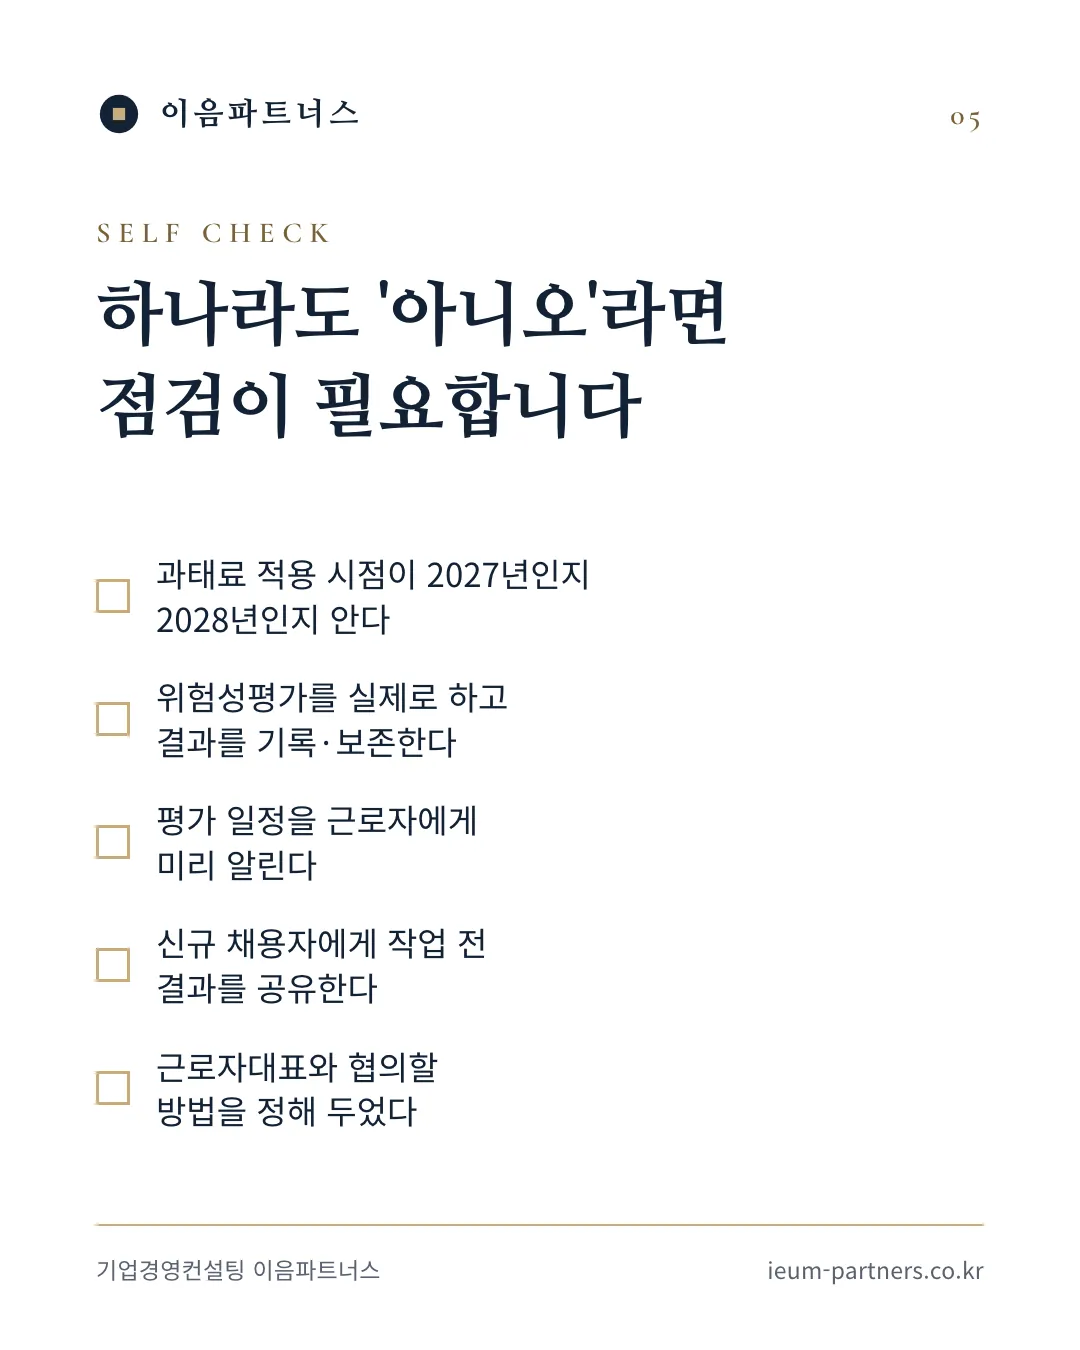 이음파트너스
05
SELF CHECK
하나라도 '아니오'라면
점검이 필요합니다
과태료 적용 시점이 2027년인지
2028년인지 안다
위험성평가를 실제로 하고
결과를 기록·보존한다
평가 일정을 근로자에게
미리 알린다
신규 채용자에게 작업 전
결과를 공유한다
근로자대표와 협의할
방법을 정해 두었다
기업경영컨설팅 이음파트너스
ieum-partners.co.kr